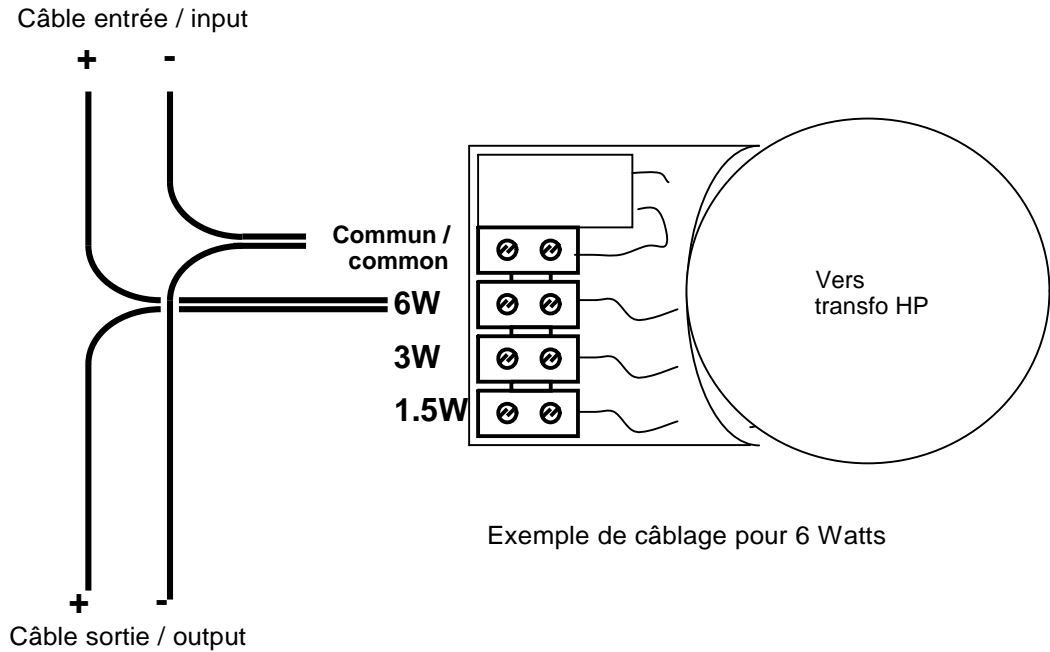 Câble entrée / input
+ -
Commun /
common
6W
3W
1.5W
Vers
transfo HP
Exemple de câblage pour 6 Watts
+ -
Câble sortie / output